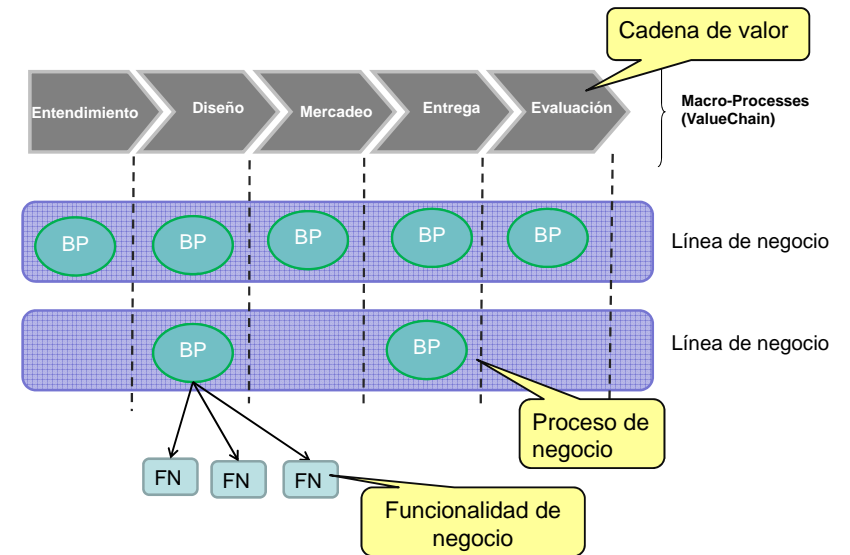 Cadena de valor
Entendimiento
Diseño
Mercadeo
Entrega
Evaluación
Macro-Processes
(ValueChain)
BP
BP
BP
BP
BP
Línea de negocio
BP
BP
Línea de negocio
Proceso de
negocio
FN
FN
FN
Funcionalidad de
negocio